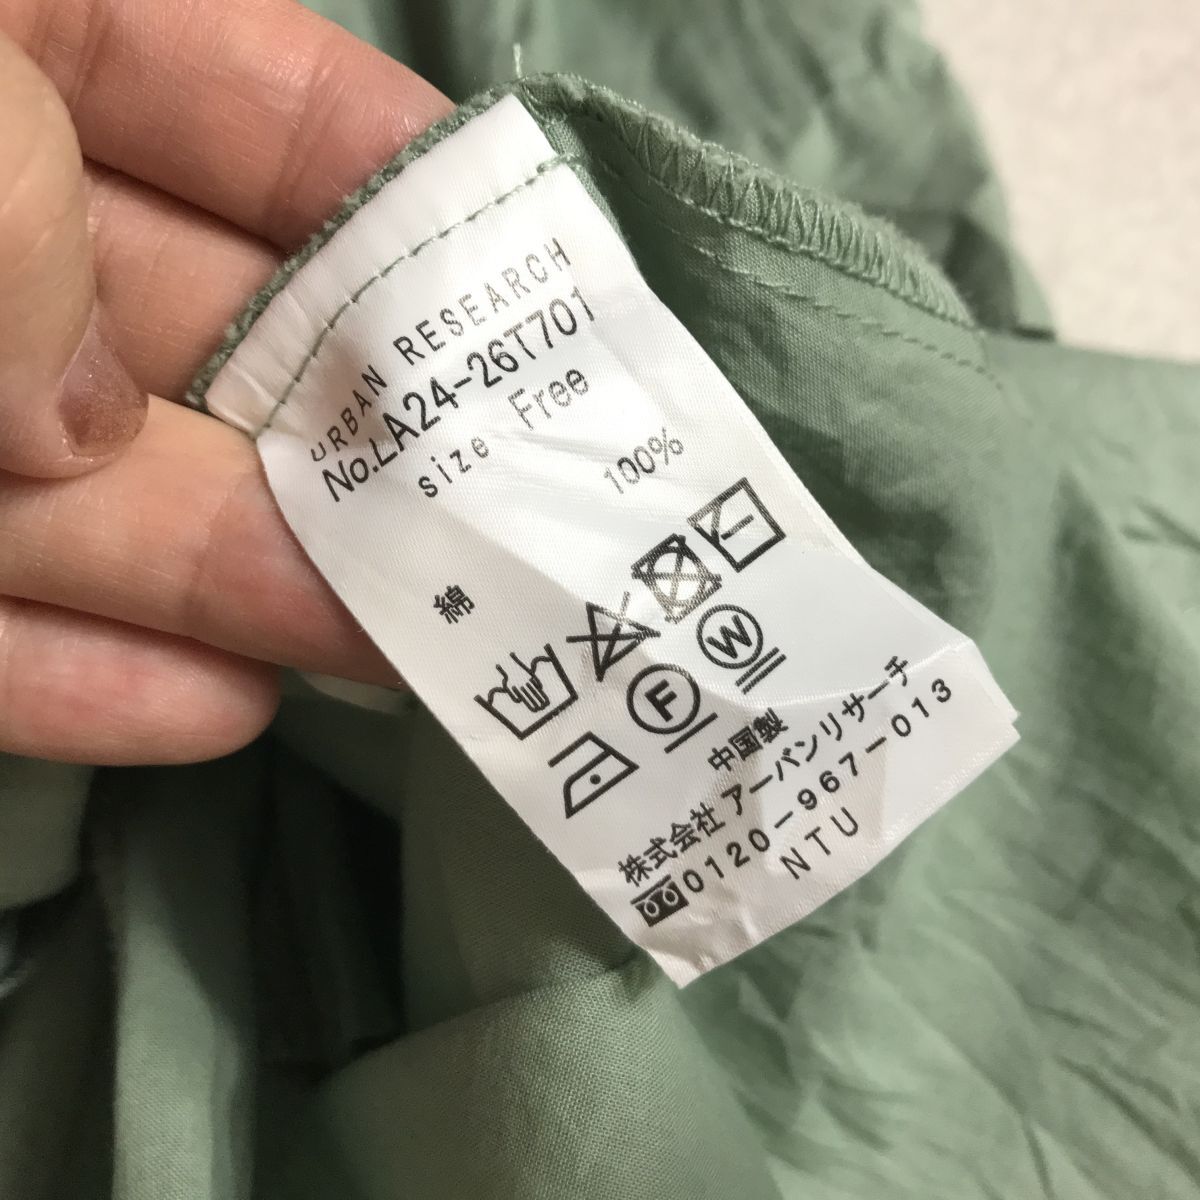 URBAN RESEARCH
No.LA24-26T701
size Free
綿 100%
F W
中国製
株式会社 アーバンリサーチ
0120-967-013
NTU